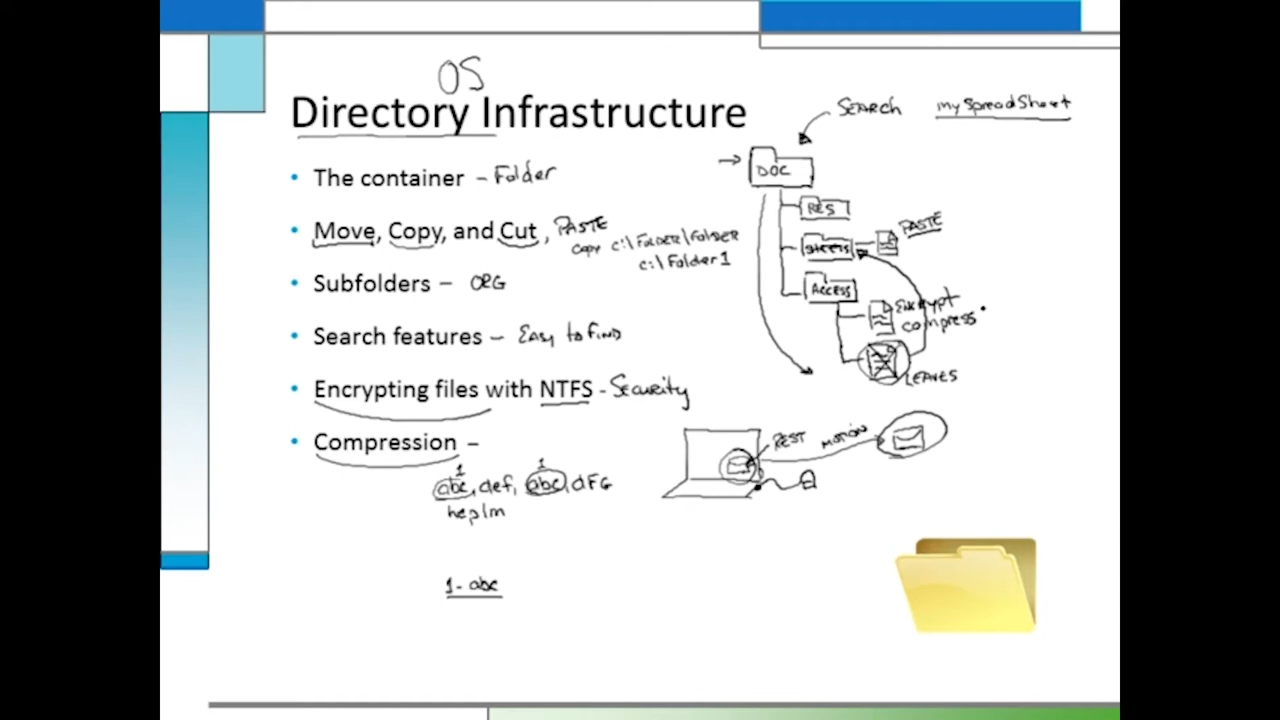 OS
Directory Infrastructure
• The container - Folder
• Move, Copy, and Cut, PASTE
copy c:\FOLDER\FOLDER
c:\Folder1
• Subfolders - ORG
• Search features - EASY to FIND
• Encrypting files with NTFS - Security
• Compression -
1 1
abc, def, abc, dFG
heplm
1- abc
SEARCH mySpreadSheet
DOC
RES
SHEETS PASTE
ACCESS
ENCRYPT
compress
LEAVES
REST MOTION